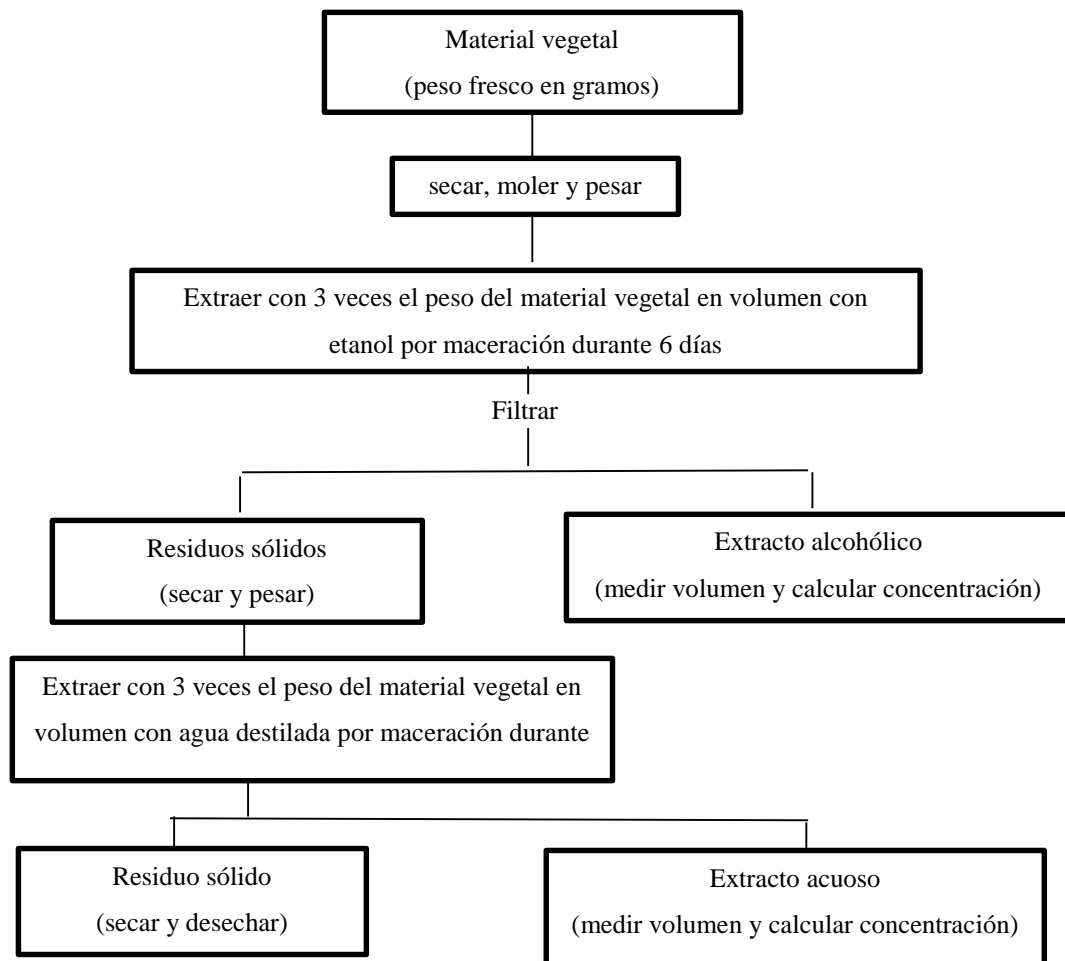 Material vegetal
(peso fresco en gramos)
secar, moler y pesar
Extraer con 3 veces el peso del material vegetal en volumen con
etanol por maceración durante 6 días
Filtrar
Residuos sólidos
(secar y pesar)
Extracto alcohólico
(medir volumen y calcular concentración)
Extraer con 3 veces el peso del material vegetal en
volumen con agua destilada por maceración durante
Residuo sólido
(secar y desechar)
Extracto acuoso
(medir volumen y calcular concentración)